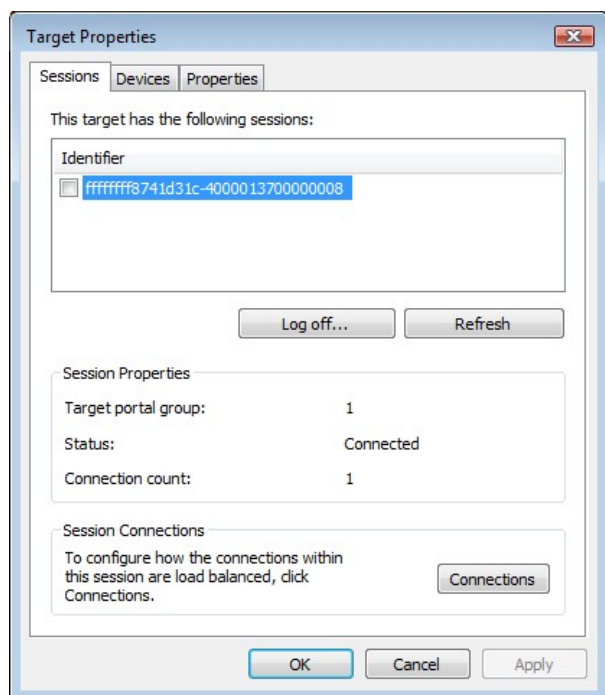 Target Properties
Sessions Devices Properties
This target has the following sessions:
Identifier
ffffffff8741d31c-4000013700000008
Log off... Refresh
Session Properties
Target portal group: 1
Status: Connected
Connection count: 1
Session Connections
To configure how the connections within
this session are load balanced, click
Connections.
Connections
OK Cancel Apply